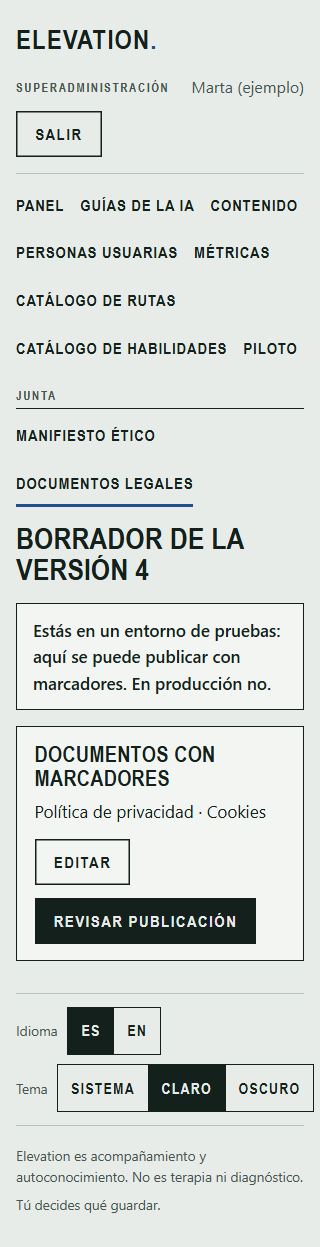 ELEVATION.
SUPERADMINISTRACIÓN Marta (ejemplo)
SALIR
PANEL GUÍAS DE LA IA CONTENIDO
PERSONAS USUARIAS MÉTRICAS
CATÁLOGO DE RUTAS
CATÁLOGO DE HABILIDADES PILOTO
JUNTA
MANIFIESTO ÉTICO
DOCUMENTOS LEGALES
BORRADOR DE LA
VERSIÓN 4
Estás en un entorno de pruebas:
aquí se puede publicar con
marcadores. En producción no.
DOCUMENTOS CON
MARCADORES
Política de privacidad · Cookies
EDITAR
REVISAR PUBLICACIÓN
Idioma ES EN
Tema SISTEMA CLARO OSCURO
Elevation es acompañamiento y
autoconocimiento. No es terapia ni diagnóstico.
Tú decides qué guardar.